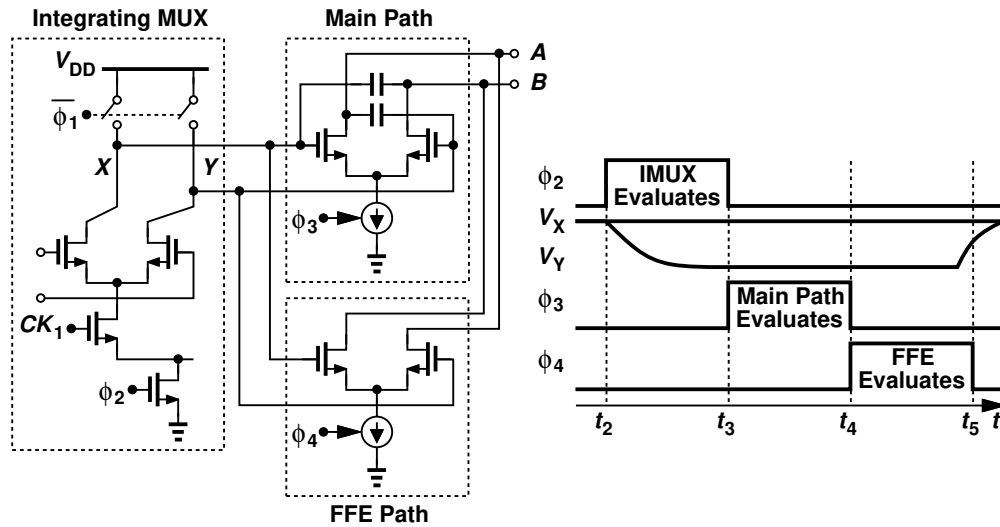 Integrating MUX
Main Path
V_DD
A
B
ϕ̅₁
X
Y
ϕ₃
CK₁
ϕ₂
ϕ₄
FFE Path
ϕ₂
IMUX
Evaluates
V_X
V_Y
ϕ₃
Main Path
Evaluates
ϕ₄
FFE
Evaluates
t₂
t₃
t₄
t₅
t